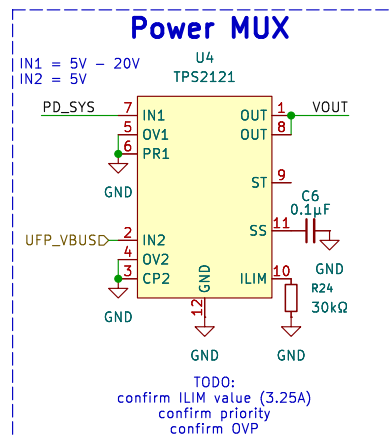 Power MUX
IN1 = 5V - 20V
IN2 = 5V
U4
TPS2121
PD_SYS
7
IN1
OUT
1
VOUT
5
OV1
OUT
8
6
PR1
GND
ST
9
C6
0.1µF
SS
11
GND
UFP_VBUS
2
IN2
4
OV2
3
CP2
GND
GND
12
GND
ILIM
10
R24
30kΩ
GND
TODO:
confirm ILIM value (3.25A)
confirm priority
confirm OVP